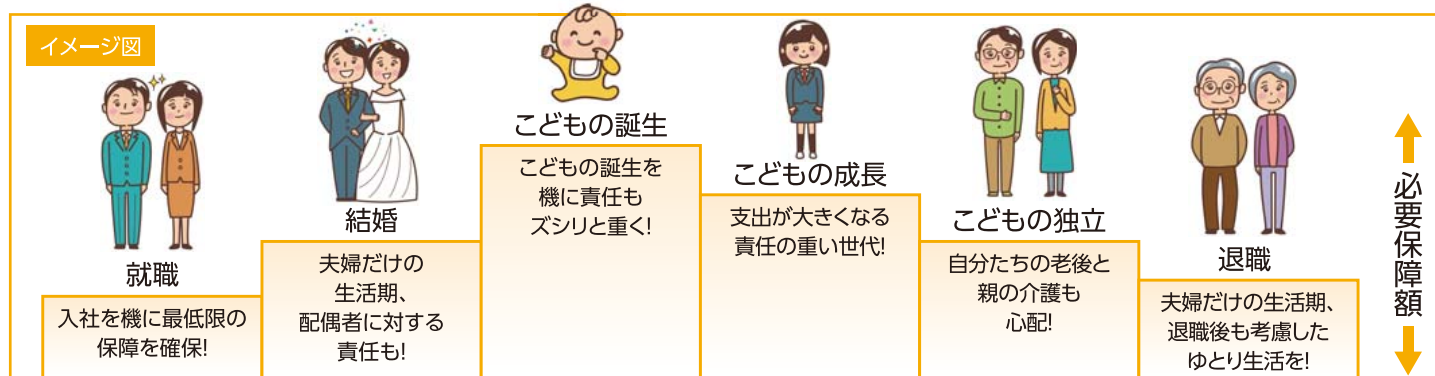 イメージ図
就職
入社を機に最低限の
保障を確保!
結婚
夫婦だけの
生活期、
配偶者に対する
責任も!
こどもの誕生
こどもの誕生を
機に責任も
ズシリと重く!
こどもの成長
支出が大きくなる
責任の重い世代!
こどもの独立
自分たちの老後と
親の介護も
心配!
退職
夫婦だけの生活期、
退職後も考慮した
ゆとり生活を!
必要保障額